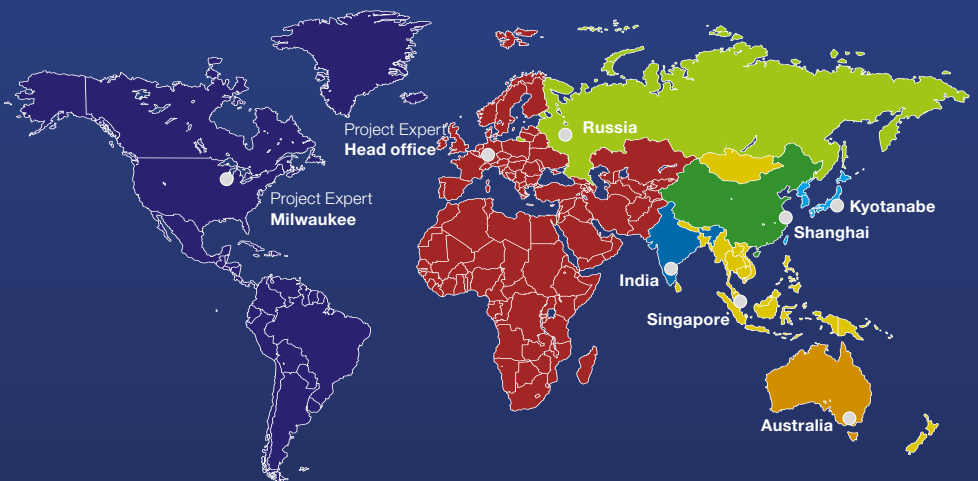 Project Expert
Head office
Russia
Project Expert
Milwaukee
Kyotanabe
Shanghai
India
Singapore
Australia